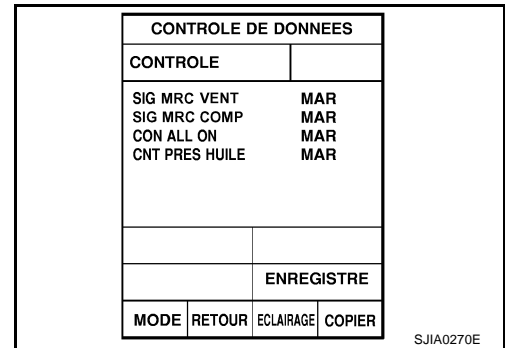 CONTROLE DE DONNEES
CONTROLE
SIG MRC VENT MAR
SIG MRC COMP MAR
CON ALL ON MAR
CNT PRES HUILE MAR
ENREGISTRE
MODE RETOUR ECLAIRAGE COPIER
SJIA0270E